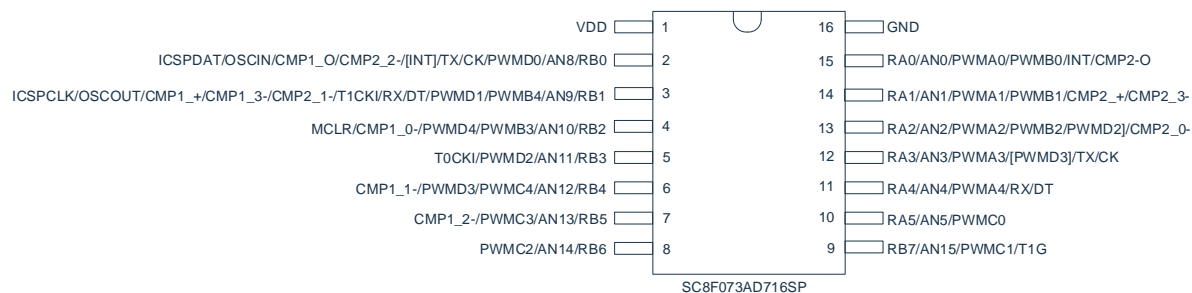 VDD 1 16 GND
ICSPDAT/OSCIN/CMP1_O/CMP2_2-/[INT]/TX/CK/PWMD0/AN8/RB0 2 15 RA0/AN0/PWMA0/PWMB0/INT/CMP2-O
ICSPCLK/OSCOUT/CMP1_+/CMP1_3-/CMP2_1-/T1CKI/RX/DT/PWMD1/PWMB4/AN9/RB1 3 14 RA1/AN1/PWMA1/PWMB1/CMP2_+/CMP2_3-
MCLR/CMP1_0-/PWMD4/PWMB3/AN10/RB2 4 13 RA2/AN2/PWMA2/PWMB2/PWMD2]/CMP2_0-
T0CKI/PWMD2/AN11/RB3 5 12 RA3/AN3/PWMA3/[PWMD3]/TX/CK
CMP1_1-/PWMD3/PWMC4/AN12/RB4 6 11 RA4/AN4/PWMA4/RX/DT
CMP1_2-/PWMC3/AN13/RB5 7 10 RA5/AN5/PWMC0
PWMC2/AN14/RB6 8 9 RB7/AN15/PWMC1/T1G
SC8F073AD716SP